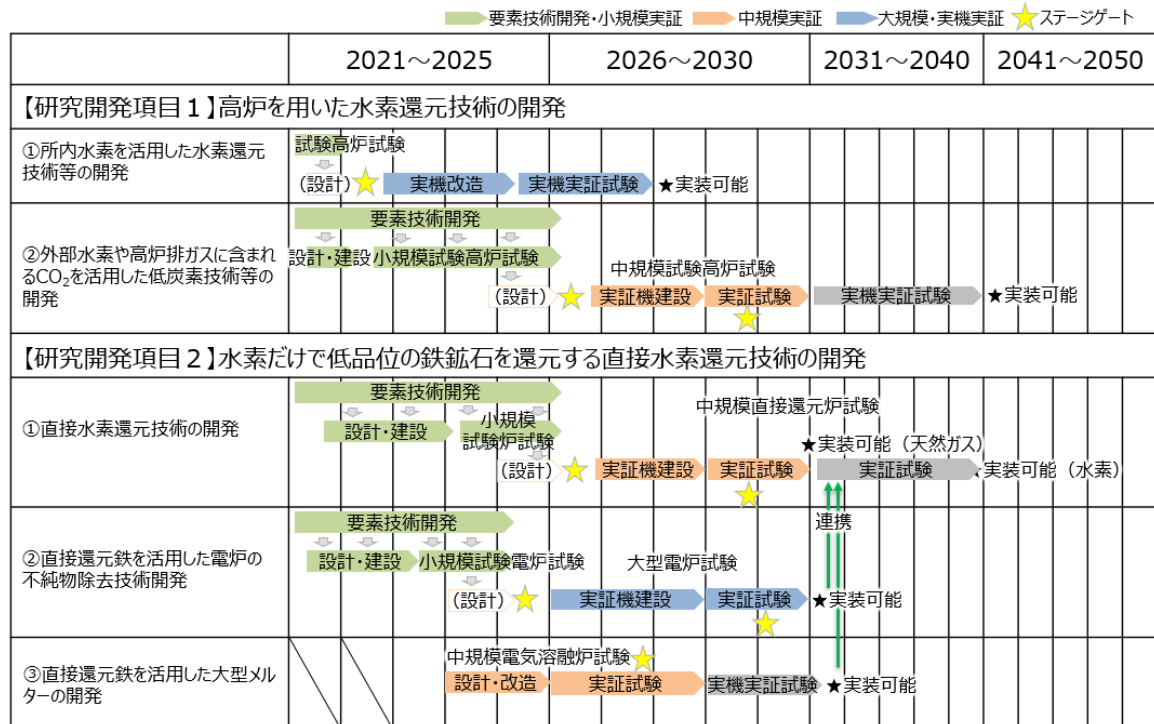 要素技術開発・小規模実証 中規模実証 大規模・実機実証 ステージゲート
2021～2025 2026～2030 2031～2040 2041～2050
【研究開発項目１】高炉を用いた水素還元技術の開発
①所内水素を活用した水素還元
技術等の開発
試験高炉試験
（設計） 実機改造 実機実証試験 ★実装可能
②外部水素や高炉排ガスに含まれ
るCO₂を活用した低炭素技術等の
開発
要素技術開発
設計・建設 小規模試験高炉試験
中規模試験高炉試験
（設計） 実証機建設 実証試験 実機実証試験 ★実装可能
【研究開発項目２】水素だけで低品位の鉄鉱石を還元する直接水素還元技術の開発
①直接水素還元技術の開発
要素技術開発
設計・建設 小規模
試験炉試験
中規模直接還元炉試験
★実装可能（天然ガス）
（設計） 実証機建設 実証試験 実証試験 実装可能（水素）
連携
②直接還元鉄を活用した電炉の
不純物除去技術開発
要素技術開発
設計・建設 小規模試験電炉試験
大型電炉試験
（設計） 実証機建設 実証試験 ★実装可能
③直接還元鉄を活用した大型メル
ターの開発
中規模電気溶融炉試験
設計・改造 実証試験 実機実証試験 ★実装可能